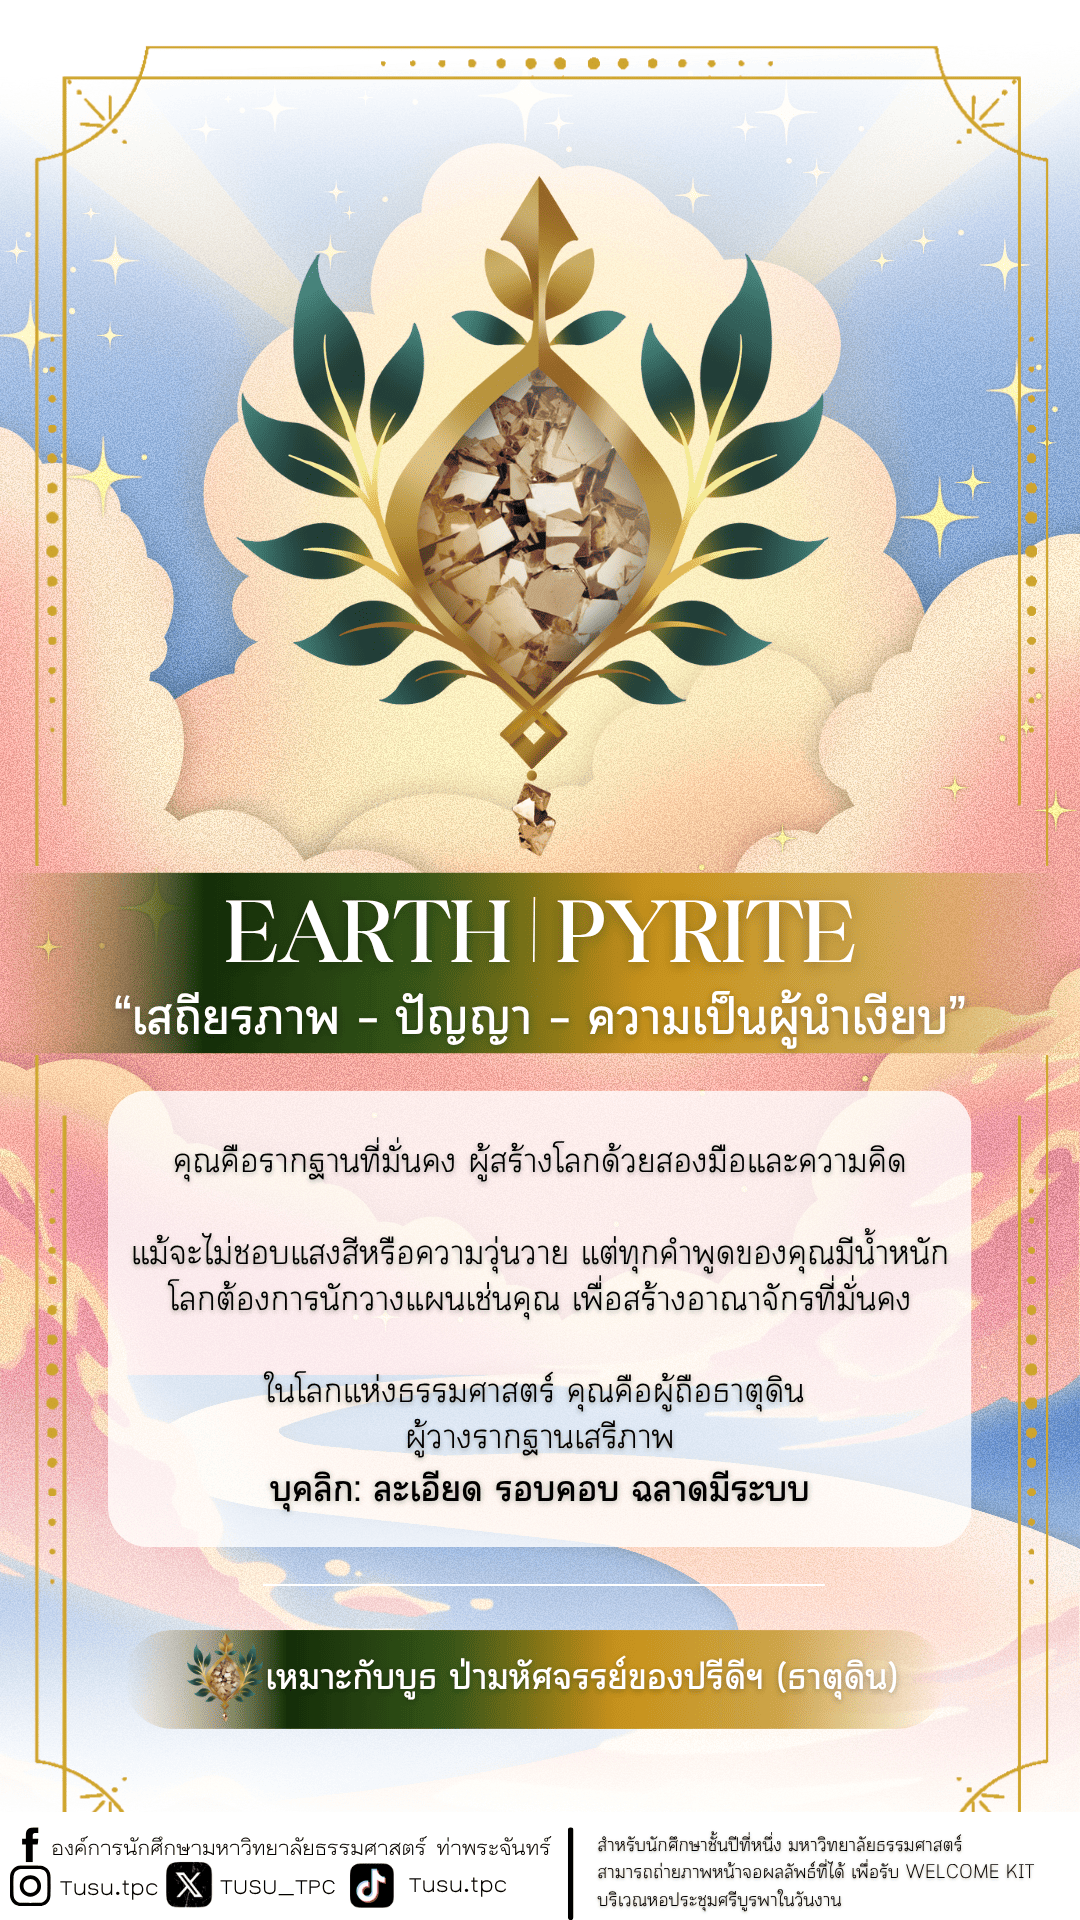 EARTH | PYRITE
“เสถียรภาพ - ปัญญา - ความเป็นผู้นำเงียบ”
คุณคือรากฐานที่มั่นคง ผู้สร้างโลกด้วยสองมือและความคิด
แม้จะไม่ชอบแสงสีหรือความวุ่นวาย แต่ทุกคำพูดของคุณมีน้ำหนัก
โลกต้องการนักวางแผนเช่นคุณ เพื่อสร้างอาณาจักรที่มั่นคง
ในโลกแห่งธรรมศาสตร์ คุณคือผู้ถือธาตุดิน
ผู้วางรากฐานเสรีภาพ
บุคลิก: ละเอียด รอบคอบ ฉลาดมีระบบ
เหมาะกับบูธ ป่ามหัศจรรย์ของปรีดีฯ (ธาตุดิน)
องค์การนักศึกษามหาวิทยาลัยธรรมศาสตร์ ท่าพระจันทร์
Tusu.tpc TUSU_TPC Tusu.tpc
สำหรับนักศึกษาชั้นปีที่หนึ่ง มหาวิทยาลัยธรรมศาสตร์
สามารถถ่ายภาพหน้าจอผลลัพธ์ที่ได้ เพื่อรับ WELCOME KIT
บริเวณหอประชุมศรีบูรพาในวันงาน